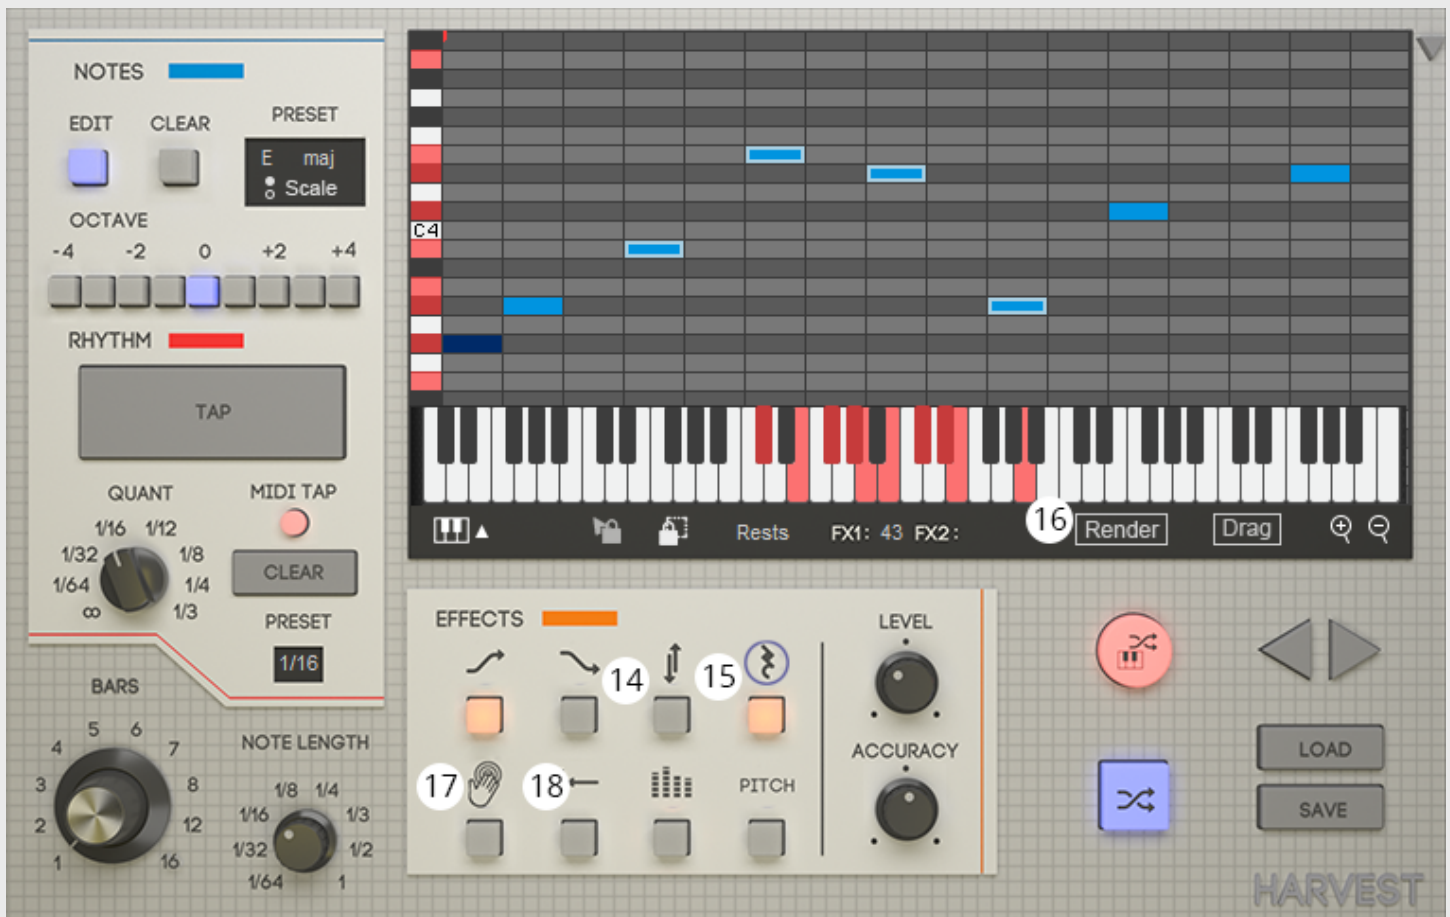 NOTES
EDIT CLEAR PRESET
E maj
Scale
OCTAVE
-4 -2 0 +2 +4
RHYTHM
TAP
QUANT MIDI TAP
1/16 1/12
1/32 1/8
1/64 1/4
∞ 1/3
CLEAR
PRESET
1/16
BARS
1 2 3 4 5 6 7 8 12 16
NOTE LENGTH
1/8 1/4
1/16 1/3
1/32 1/2
1/64 1
C4
Rests FX1: 43 FX2: 16 Render Drag
EFFECTS
14 15
17 18 PITCH
LEVEL
ACCURACY
LOAD
SAVE
HARVEST